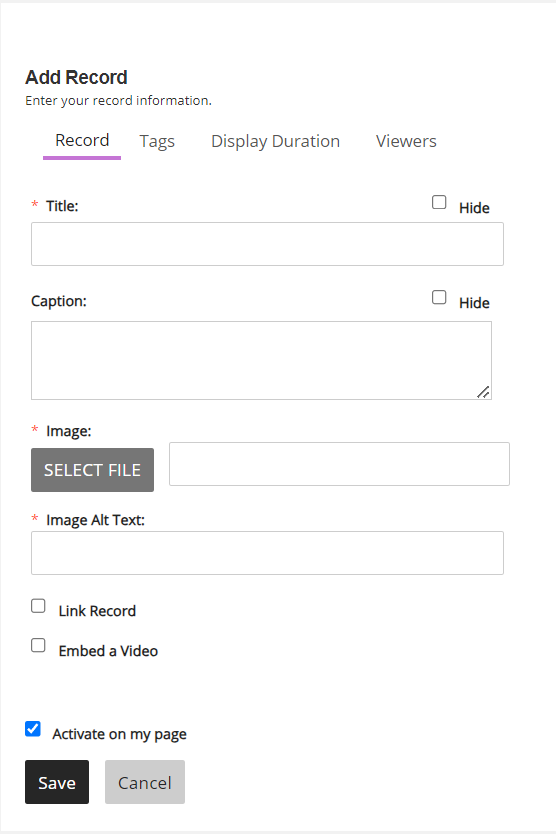 Add Record
Enter your record information.
Record Tags Display Duration Viewers
* Title: Hide
Caption: Hide
* Image:
SELECT FILE
* Image Alt Text:
Link Record
Embed a Video
Activate on my page
Save Cancel